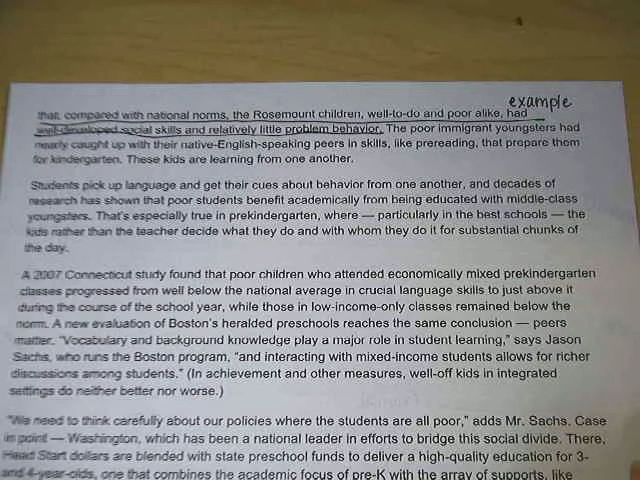 example
that, compared with national norms, the Rosemount children, well-to-do and poor alike, had
well-developed social skills and relatively little problem behavior. The poor immigrant youngsters had
nearly caught up with their native-English-speaking peers in skills, like prereading, that prepare them
for kindergarten. These kids are learning from one another.
Students pick up language and get their cues about behavior from one another, and decades of
research has shown that poor students benefit academically from being educated with middle-class
youngsters. That's especially true in prekindergarten, where — particularly in the best schools — the
kids rather than the teacher decide what they do and with whom they do it for substantial chunks of
the day.
A 2007 Connecticut study found that poor children who attended economically mixed prekindergarten
classes progressed from well below the national average in crucial language skills to just above it
during the course of the school year, while those in low-income-only classes remained below the
norm. A new evaluation of Boston's heralded preschools reaches the same conclusion — peers
matter. "Vocabulary and background knowledge play a major role in student learning," says Jason
Sachs, who runs the Boston program, "and interacting with mixed-income students allows for richer
discussions among students." (In achievement and other measures, well-off kids in integrated
settings do neither better nor worse.)
"We need to think carefully about our policies where the students are all poor," adds Mr. Sachs. Case
in point — Washington, which has been a national leader in efforts to bridge this social divide. There,
Head Start dollars are blended with state preschool funds to deliver a high-quality education for 3-
and 4-year-olds, one that combines the academic focus of pre-K with the array of supports, like